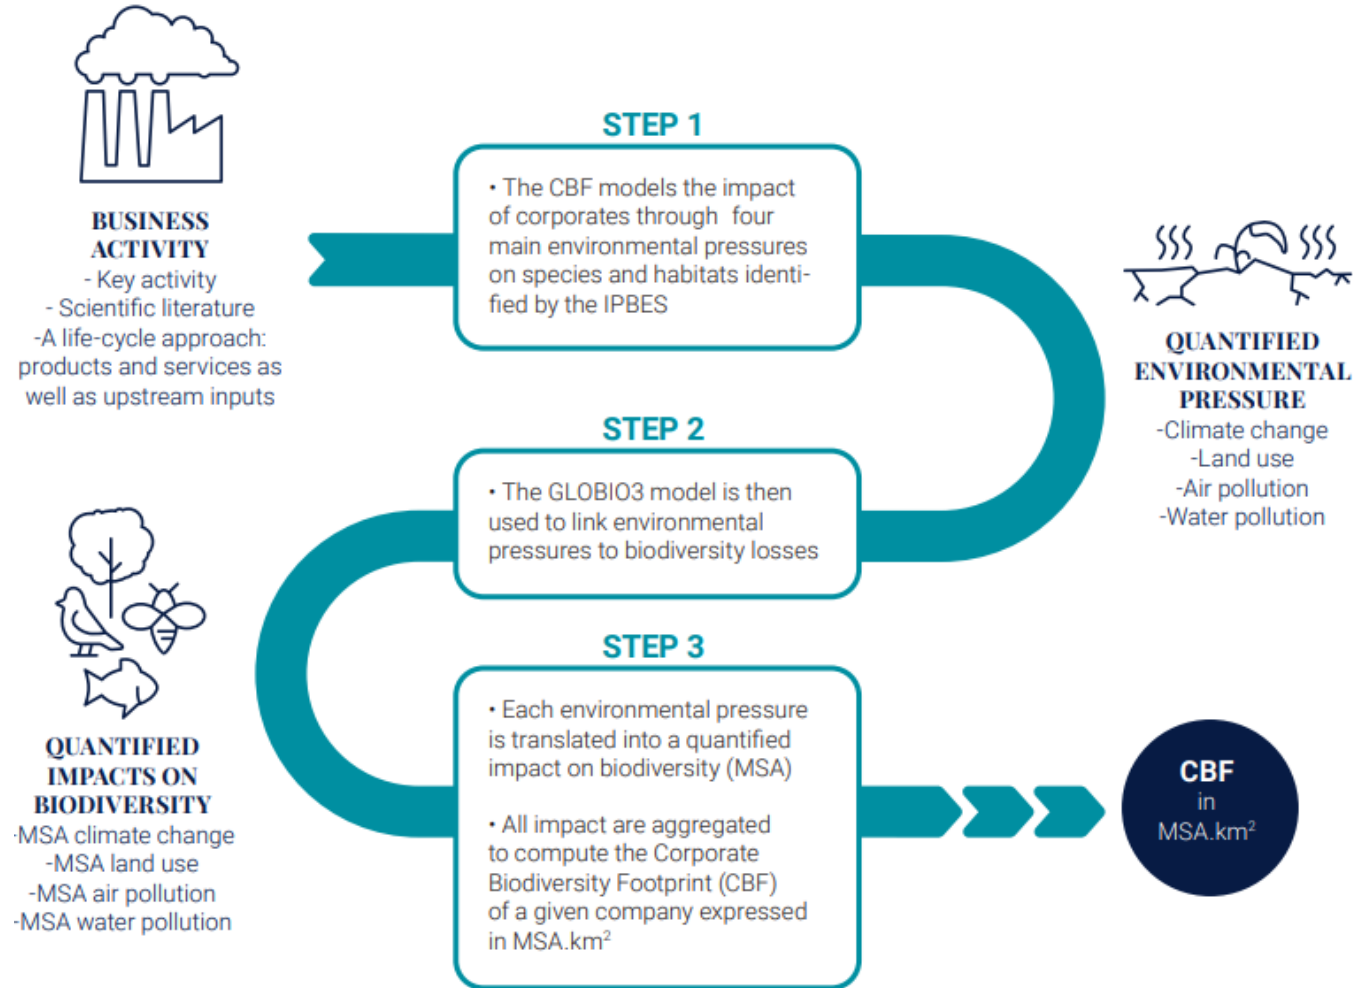 BUSINESS
ACTIVITY
- Key activity
- Scientific literature
-A life-cycle approach:
products and services as
well as upstream inputs
STEP 1
• The CBF models the impact
of corporates through four
main environmental pressures
on species and habitats identi-
fied by the IPBES
QUANTIFIED
ENVIRONMENTAL
PRESSURE
-Climate change
-Land use
-Air pollution
-Water pollution
STEP 2
• The GLOBIO3 model is then
used to link environmental
pressures to biodiversity losses
QUANTIFIED
IMPACTS ON
BIODIVERSITY
-MSA climate change
-MSA land use
-MSA air pollution
-MSA water pollution
STEP 3
• Each environmental pressure
is translated into a quantified
impact on biodiversity (MSA)
• All impact are aggregated
to compute the Corporate
Biodiversity Footprint (CBF)
of a given company expressed
in MSA.km²
CBF
in
MSA.km²